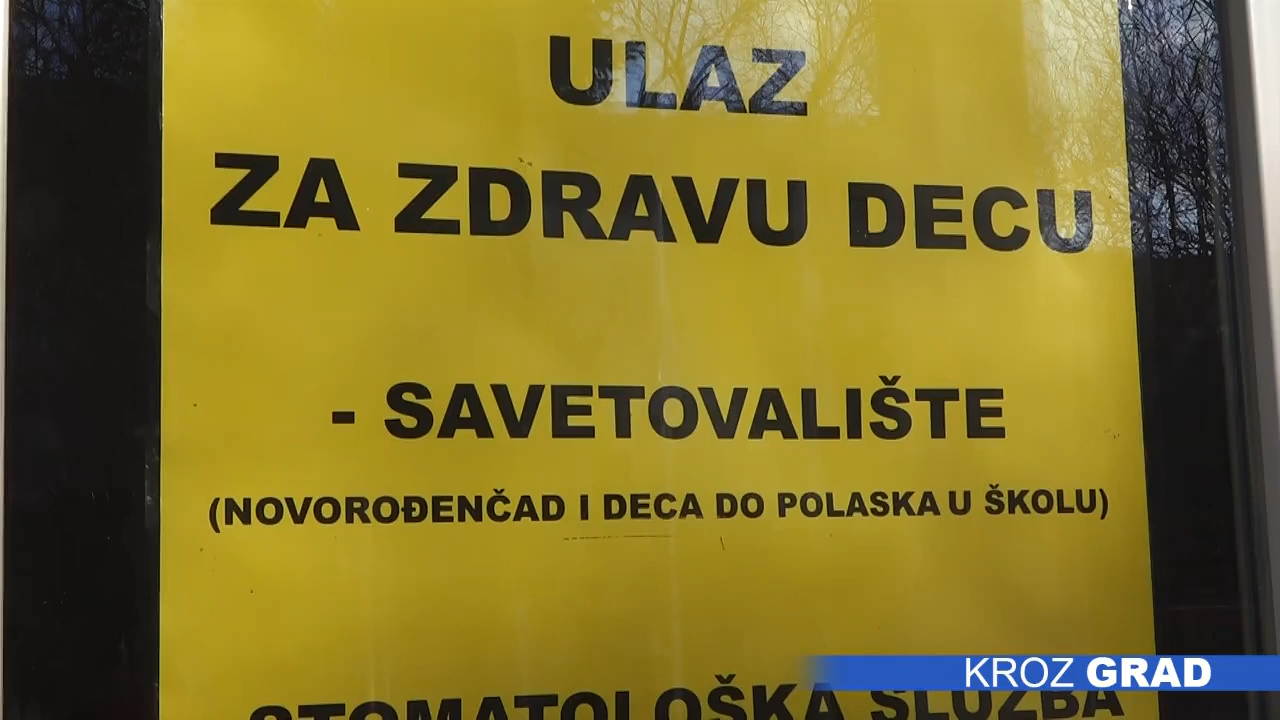 ULAZ
ZA ZDRAVU DECU
- SAVETOVALIŠTE
(NOVOROĐENČAD I DECA DO POLASKA U ŠKOLU)
STOMATOLOŠKA SLUŽBA
KROZ GRAD